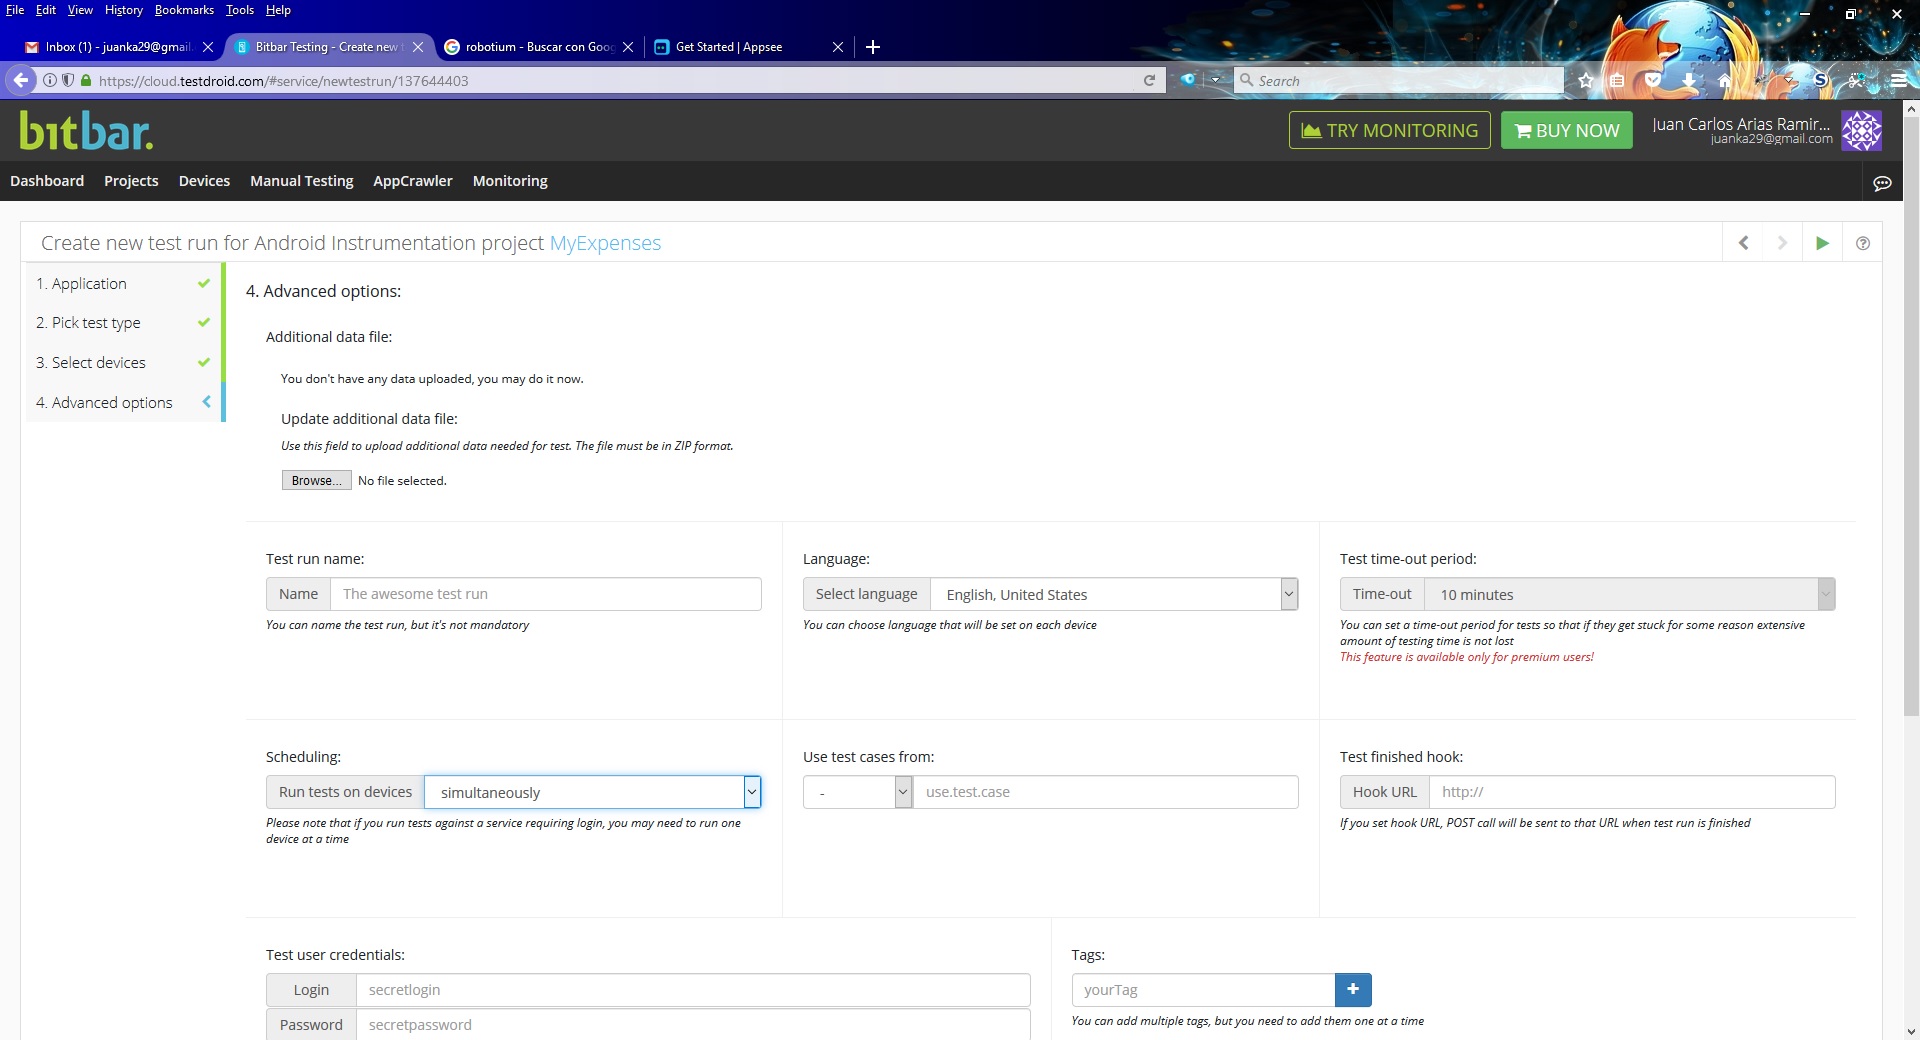 File Edit View History Bookmarks Tools Help
Inbox (1) - juanka29@gmail. Bitbar Testing - Create new t robotium - Buscar con Goog Get Started | Appsee
https://cloud.testdroid.com/#service/newtestrun/137644403 Search
bitbar. TRY MONITORING BUY NOW Juan Carlos Arias Ramir...
juanka29@gmail.com
Dashboard Projects Devices Manual Testing AppCrawler Monitoring
Create new test run for Android Instrumentation project MyExpenses
1. Application
2. Pick test type
3. Select devices
4. Advanced options
4. Advanced options:
Additional data file:
You don't have any data uploaded, you may do it now.
Update additional data file:
Use this field to upload additional data needed for test. The file must be in ZIP format.
Browse... No file selected.
Test run name:
Name The awesome test run
You can name the test run, but it's not mandatory
Language:
Select language English, United States
You can choose language that will be set on each device
Test time-out period:
Time-out 10 minutes
You can set a time-out period for tests so that if they get stuck for some reason extensive
amount of testing time is not lost
This feature is available only for premium users!
Scheduling:
Run tests on devices simultaneously
Please note that if you run tests against a service requiring login, you may need to run one
device at a time
Use test cases from:
- use.test.case
Test finished hook:
Hook URL http://
If you set hook URL, POST call will be sent to that URL when test run is finished
Test user credentials:
Login secretlogin
Password secretpassword
Tags:
yourTag +
You can add multiple tags, but you need to add them one at a time